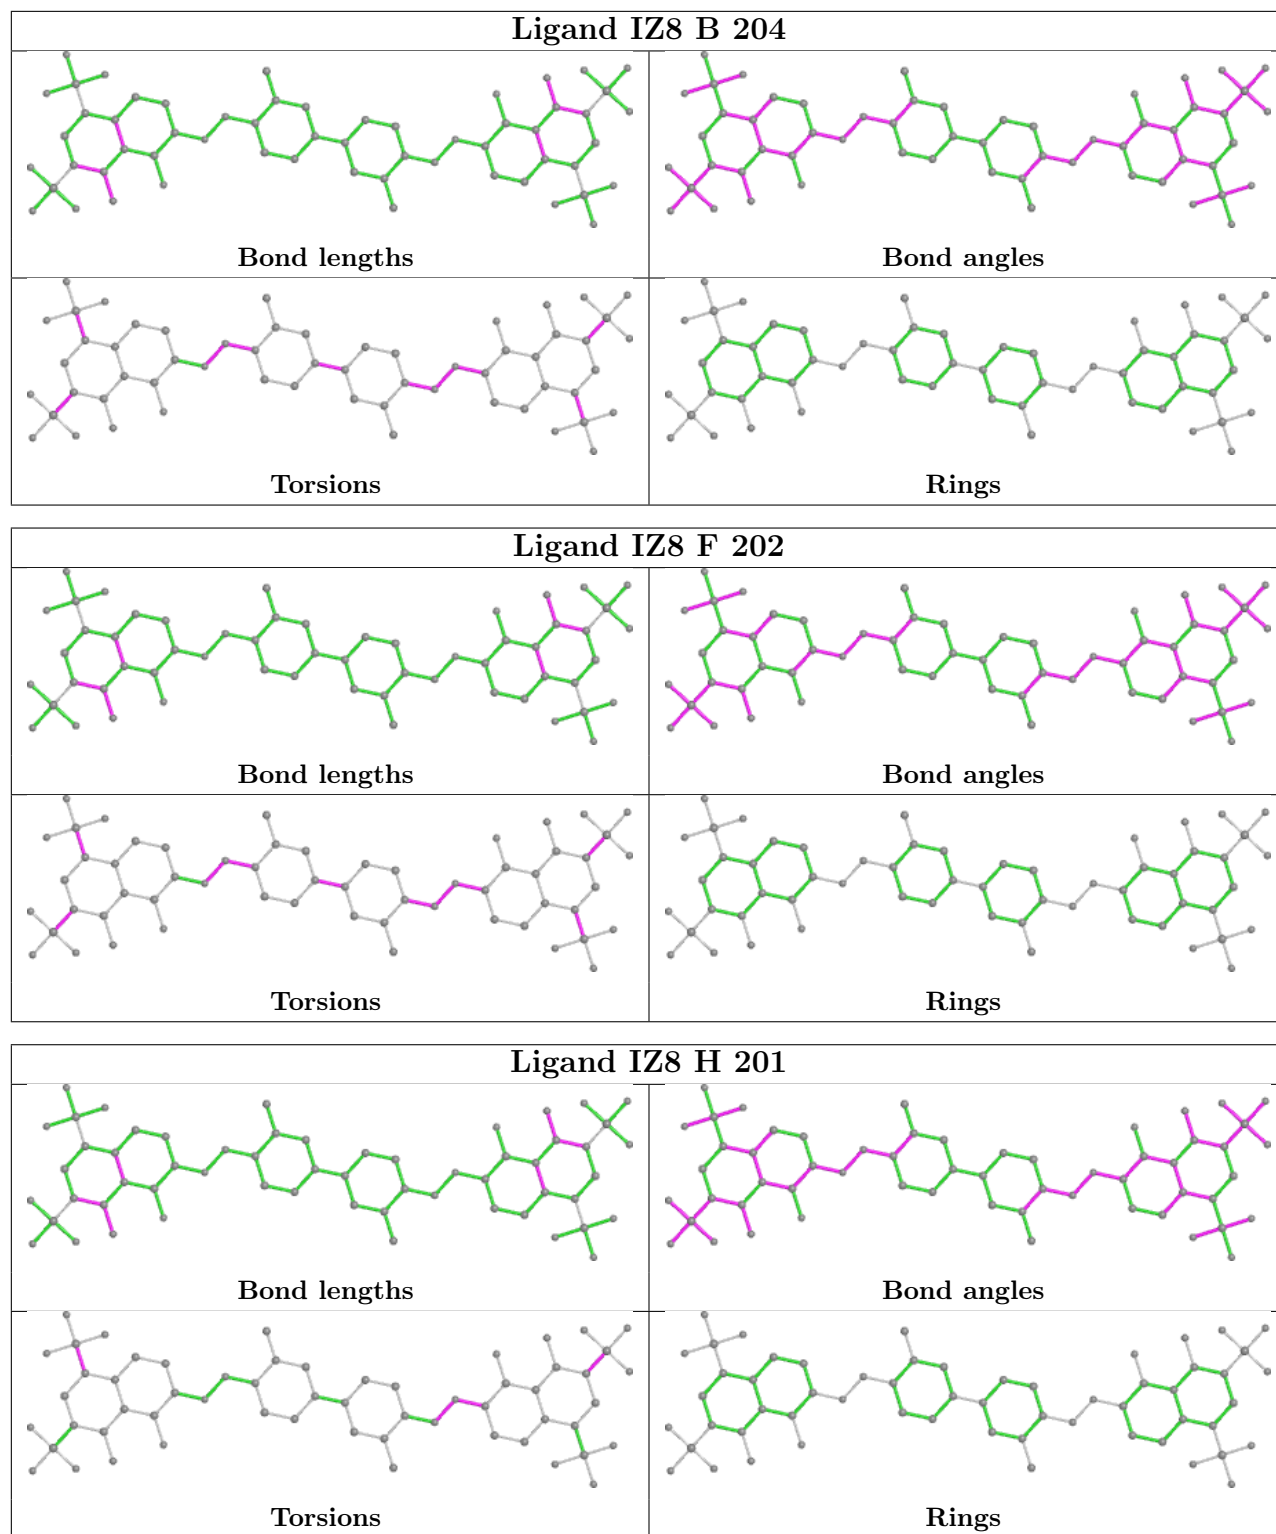 Ligand IZ8 B 204
Bond lengths
Bond angles
Torsions
Rings
Ligand IZ8 F 202
Bond lengths
Bond angles
Torsions
Rings
Ligand IZ8 H 201
Bond lengths
Bond angles
Torsions
Rings